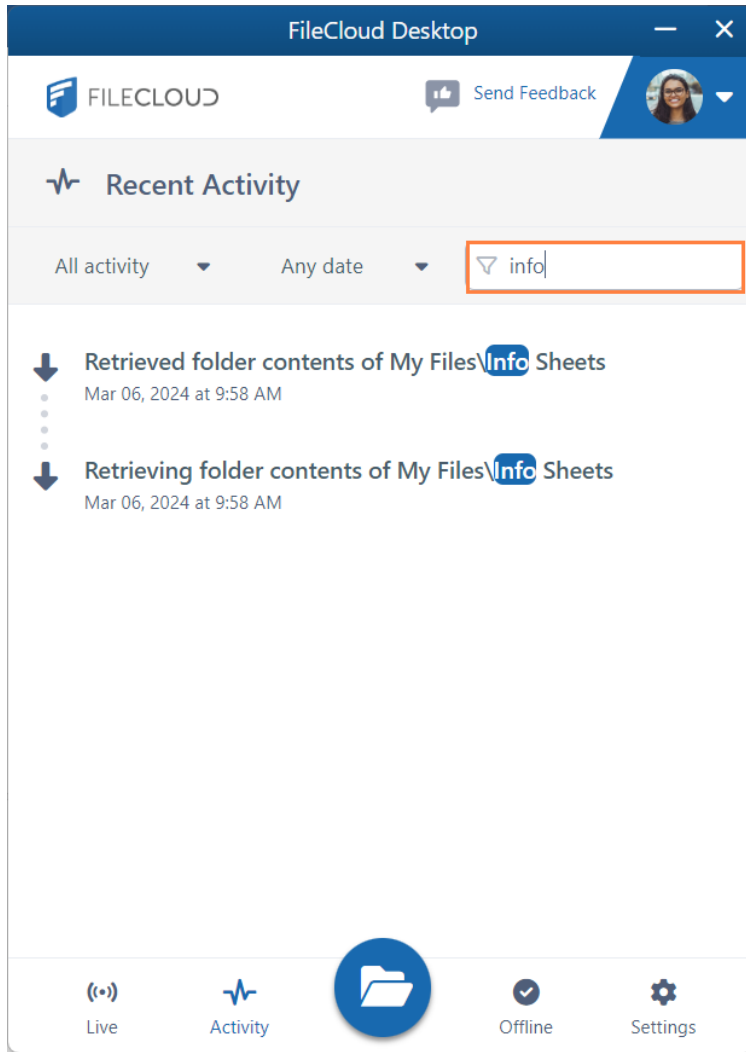 FileCloud Desktop
FILECLOUD
Send Feedback
Recent Activity
All activity
Any date
info
Retrieved folder contents of My Files\Info Sheets
Mar 06, 2024 at 9:58 AM
Retrieving folder contents of My Files\Info Sheets
Mar 06, 2024 at 9:58 AM
Live
Activity
Offline
Settings